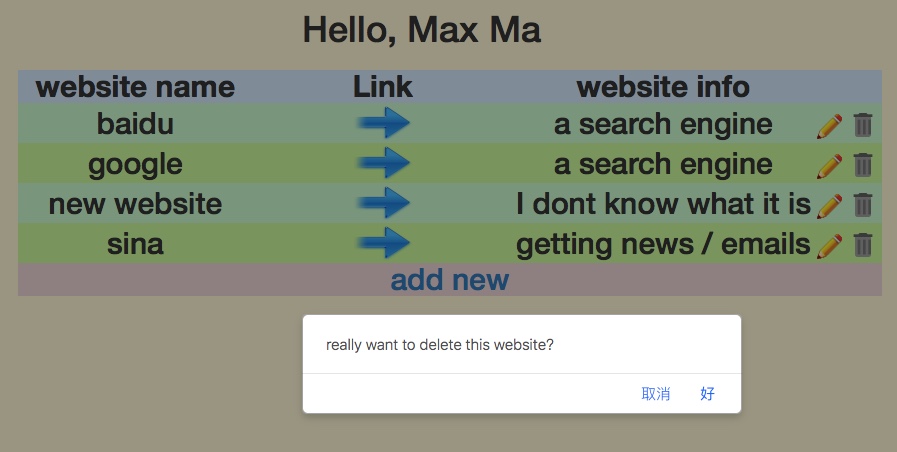 Hello, Max Ma
website name Link website info
baidu a search engine
google a search engine
new website I dont know what it is
sina getting news / emails
add new
really want to delete this website?
取消 好